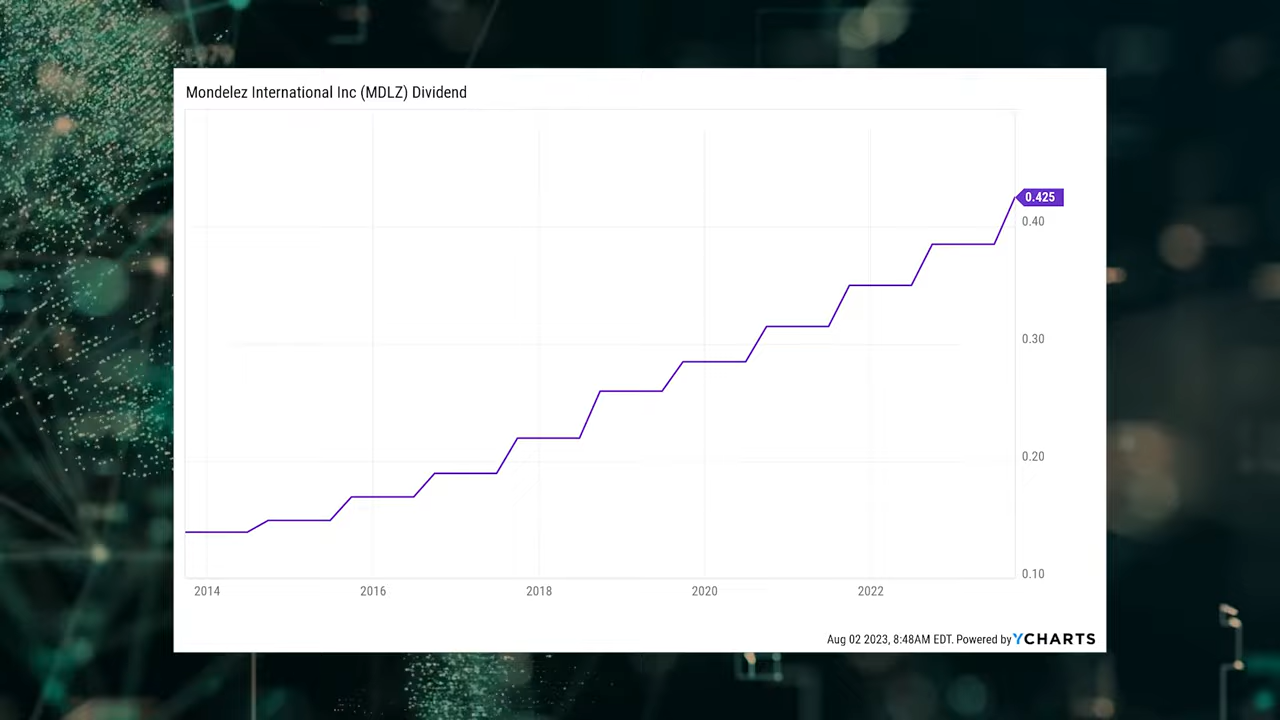 Mondelez International Inc (MDLZ) Dividend
0.425
0.40
0.30
0.20
0.10
2014 2016 2018 2020 2022
Aug 02 2023, 8:48AM EDT. Powered by YCHARTS